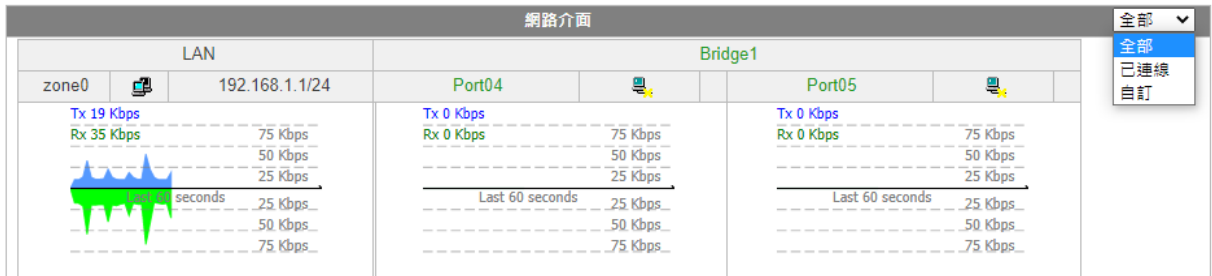 網路介面
全部
全部
已連線
自訂
LAN
Bridge1
zone0 192.168.1.1/24 Port04 Port05
Tx 19 Kbps
Rx 35 Kbps
75 Kbps
50 Kbps
25 Kbps
Last 60 seconds
25 Kbps
50 Kbps
75 Kbps
Tx 0 Kbps
Rx 0 Kbps
75 Kbps
50 Kbps
25 Kbps
Last 60 seconds
25 Kbps
50 Kbps
75 Kbps
Tx 0 Kbps
Rx 0 Kbps
75 Kbps
50 Kbps
25 Kbps
Last 60 seconds
25 Kbps
50 Kbps
75 Kbps